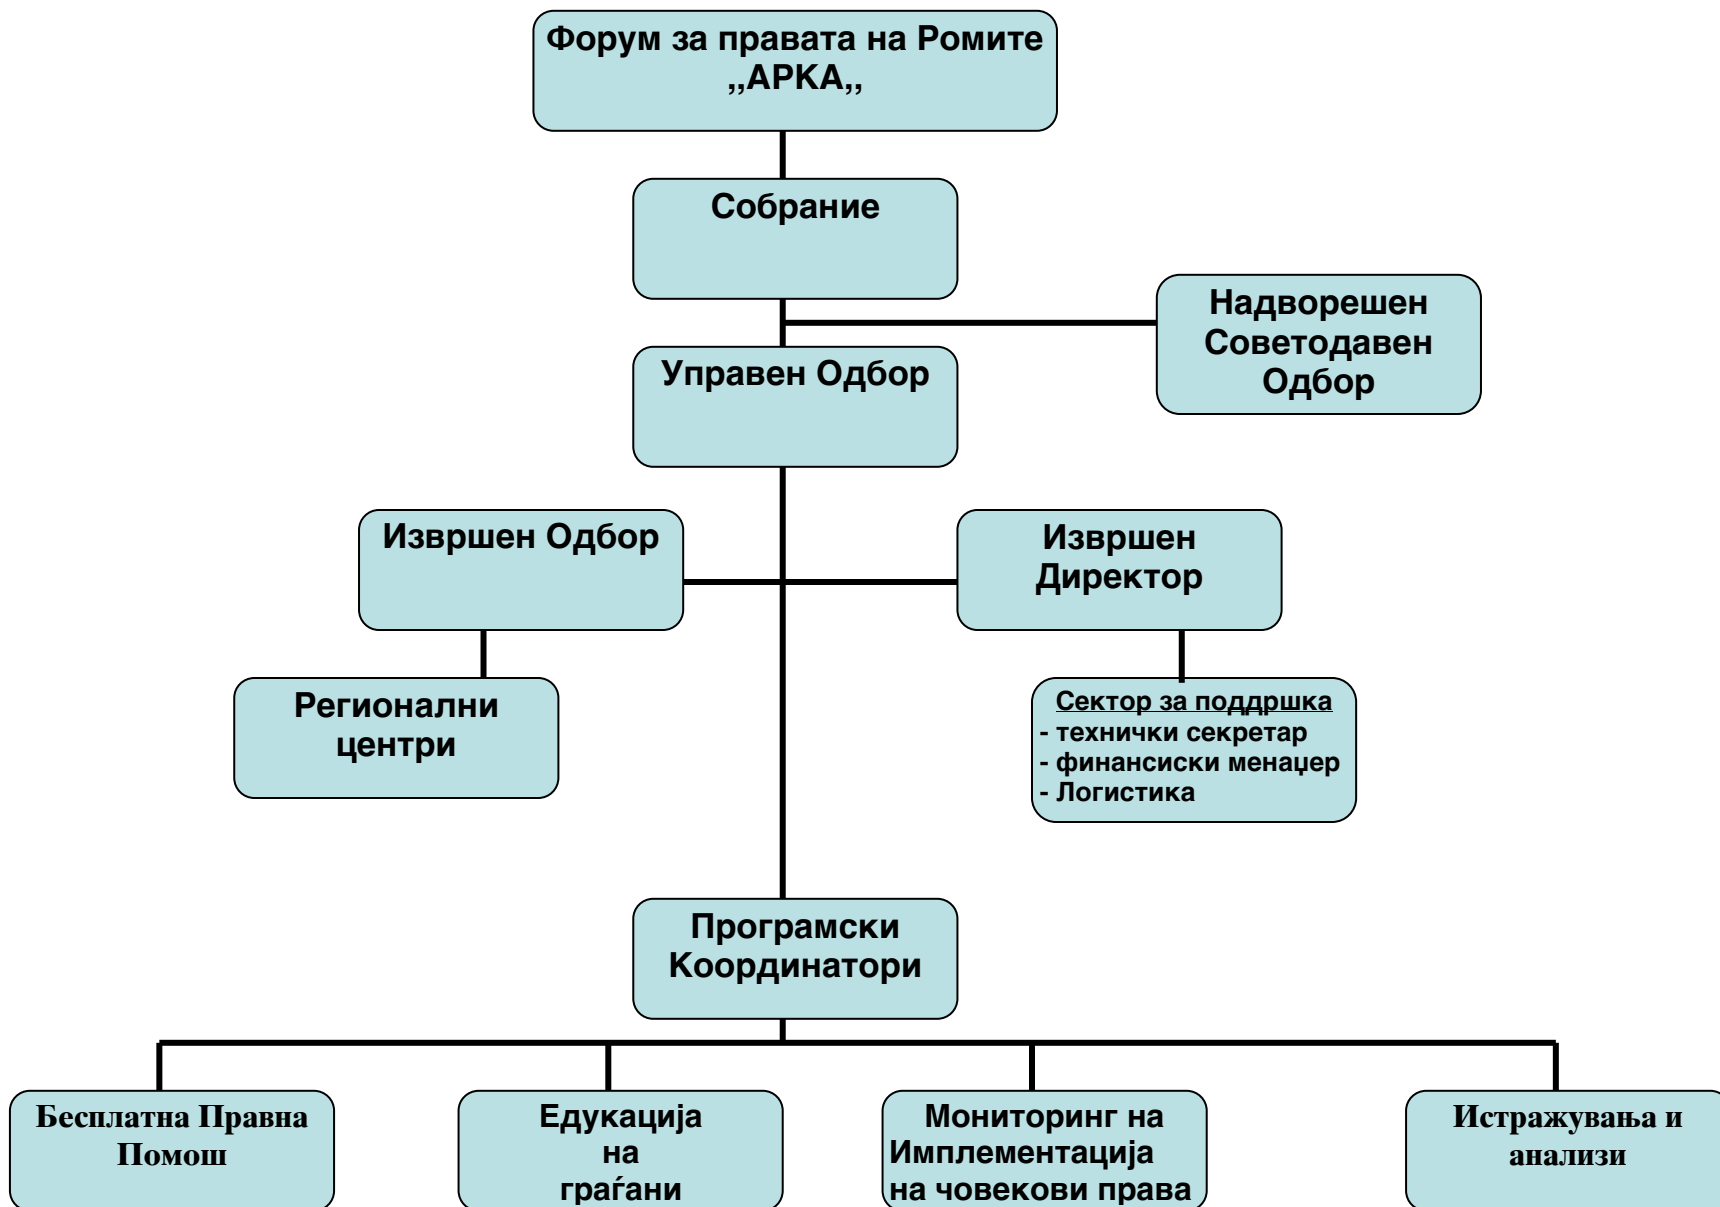 Форум за правата на Ромите
,,АРКА,,
Собрание
Надворешен
Советодавен
Одбор
Управен Одбор
Извршен Одбор
Извршен
Директор
Регионални
центри
Сектор за поддршка
- технички секретар
- финансиски менаџер
- Логистика
Програмски
Координатори
Бесплатна Правна
Помош
Едукација
на
граѓани
Мониторинг на
Имплементација
на човекови права
Истражувања и
анализи